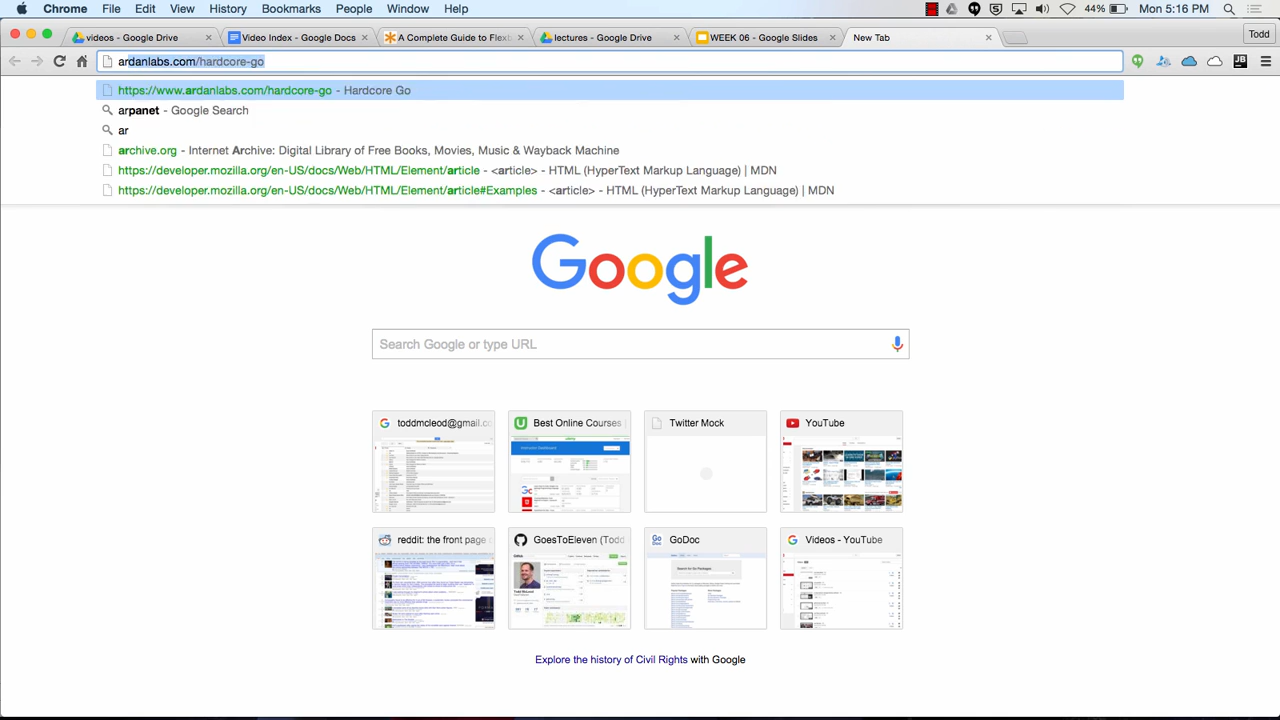 Chrome File Edit View History Bookmarks People Window Help 44% Mon 5:16 PM
videos - Google Drive Video Index - Google Docs A Complete Guide to Flex lectures - Google Drive WEEK 06 - Google Slides New Tab Todd
ardanlabs.com/hardcore-go
https://www.ardanlabs.com/hardcore-go - Hardcore Go
arpanet - Google Search
ar
archive.org - Internet Archive: Digital Library of Free Books, Movies, Music & Wayback Machine
https://developer.mozilla.org/en-US/docs/Web/HTML/Element/article - <article> - HTML (HyperText Markup Language) | MDN
https://developer.mozilla.org/en-US/docs/Web/HTML/Element/article#Examples - <article> - HTML (HyperText Markup Language) | MDN
Google
Search Google or type URL
toddmcleod@gmail.co Best Online Courses Twitter Mock YouTube
reddit: the front page GoesToEleven (Todd GoDoc Videos - YouTube
Explore the history of Civil Rights with Google